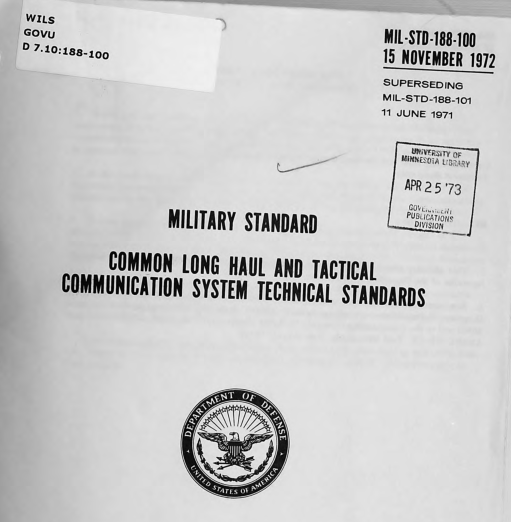 WILS
GOVU
D 7.10:188-100
MIL-STD-188-100
15 NOVEMBER 1972
SUPERSEDING
MIL-STD-188-101
11 JUNE 1971
UNIVERSITY OF
MINNESOTA LIBRARY
APR 25 '73
GOVERNMENT
PUBLICATIONS
DIVISION
MILITARY STANDARD
COMMON LONG HAUL AND TACTICAL
COMMUNICATION SYSTEM TECHNICAL STANDARDS
DEPARTMENT OF DEFENSE
UNITED STATES OF AMERICA